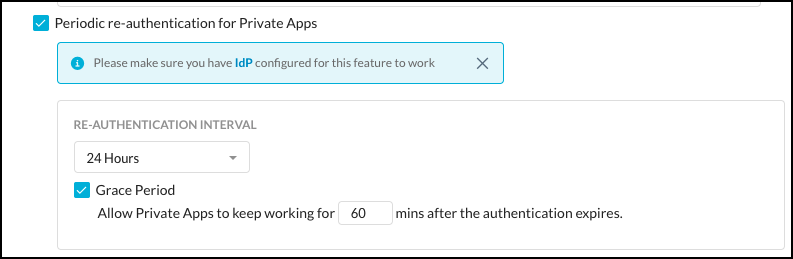 Periodic re-authentication for Private Apps
Please make sure you have IdP configured for this feature to work
RE-AUTHENTICATION INTERVAL
24 Hours
Grace Period
Allow Private Apps to keep working for 60 mins after the authentication expires.